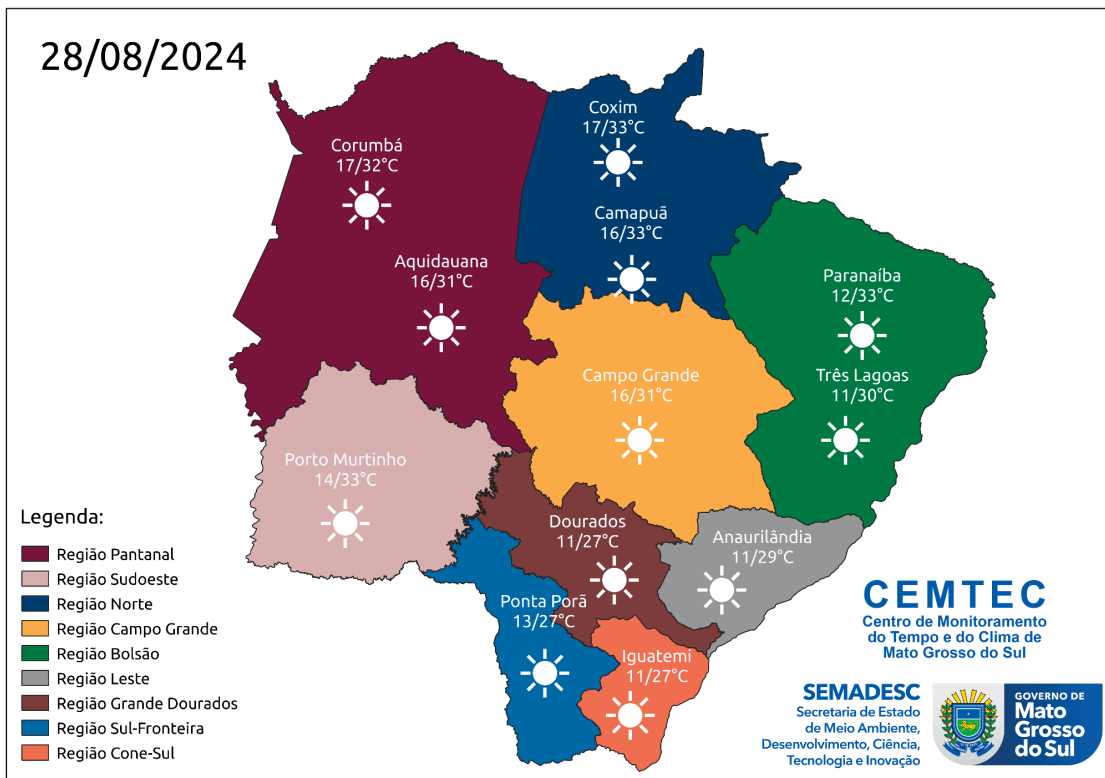 28/08/2024
Coxim
17/33°C
Corumbá
17/32°C
Camapuã
16/33°C
Aquidauana
16/31°C
Paranaíba
12/33°C
Campo Grande
16/31°C
Três Lagoas
11/30°C
Porto Murtinho
14/33°C
Dourados
11/27°C
Anaurilândia
11/29°C
Ponta Porã
13/27°C
Iguatemi
11/27°C
Legenda:
Região Pantanal
Região Sudoeste
Região Norte
Região Campo Grande
Região Bolsão
Região Leste
Região Grande Dourados
Região Sul-Fronteira
Região Cone-Sul
CEMTEC
Centro de Monitoramento
do Tempo e do Clima de
Mato Grosso do Sul
SEMADESC
Secretaria de Estado
de Meio Ambiente,
Desenvolvimento, Ciência,
Tecnologia e Inovação
GOVERNO DE
Mato
Grosso
do Sul